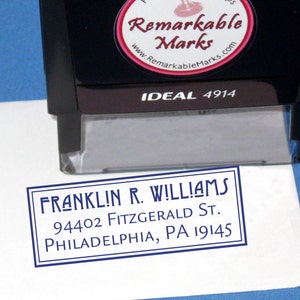 Remarkable
Marks
www.RemarkableMarks.com
IDEAL 4914
FRANKLIN R. WILLIAMS
94402 FITZGERALD ST.
PHILADELPHIA, PA 19145